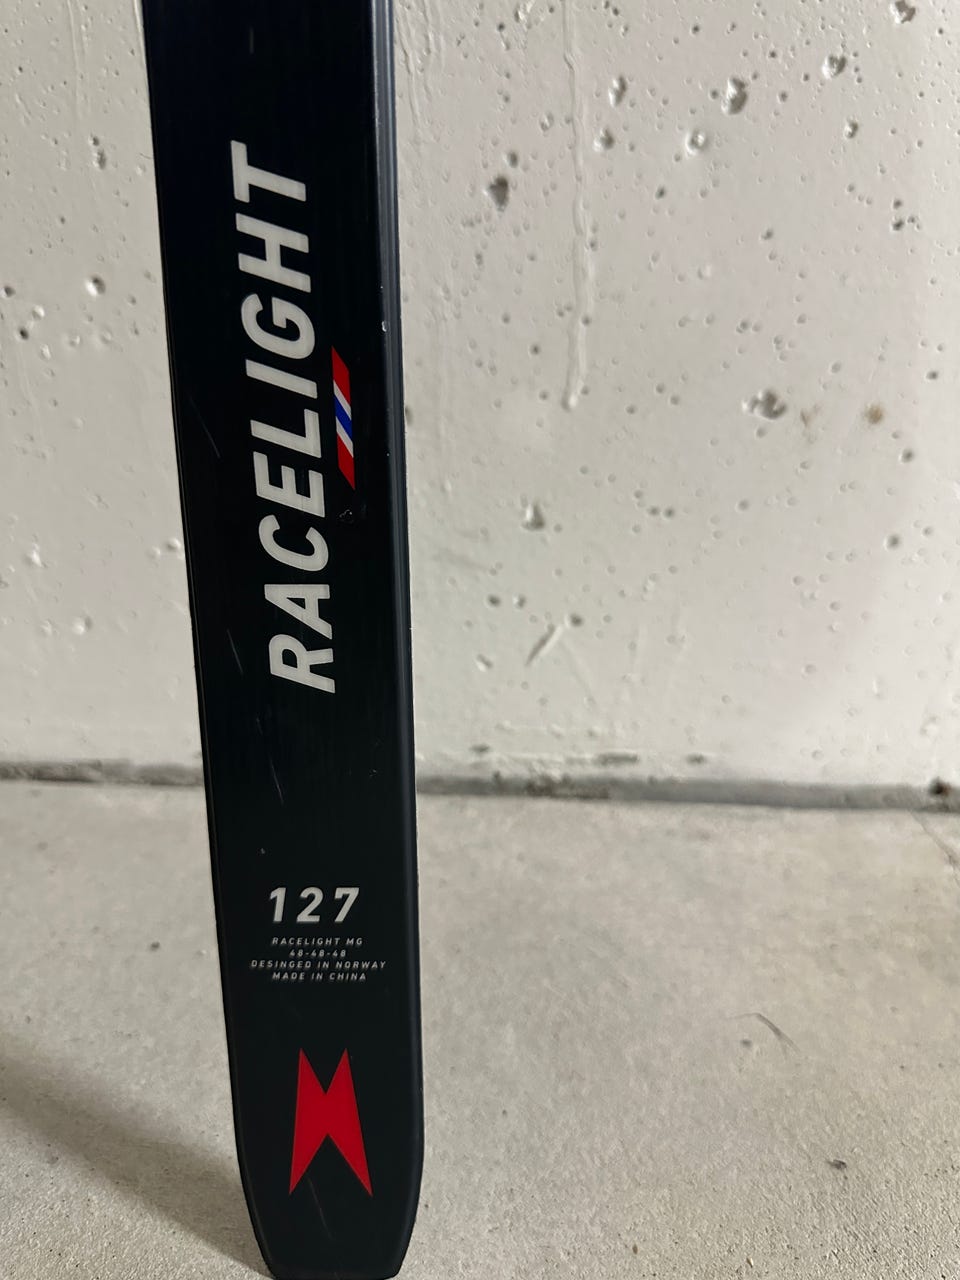 RACELIGHT
127
RACELIGHT MG
48-48-48
DESINGED IN NORWAY
MADE IN CHINA